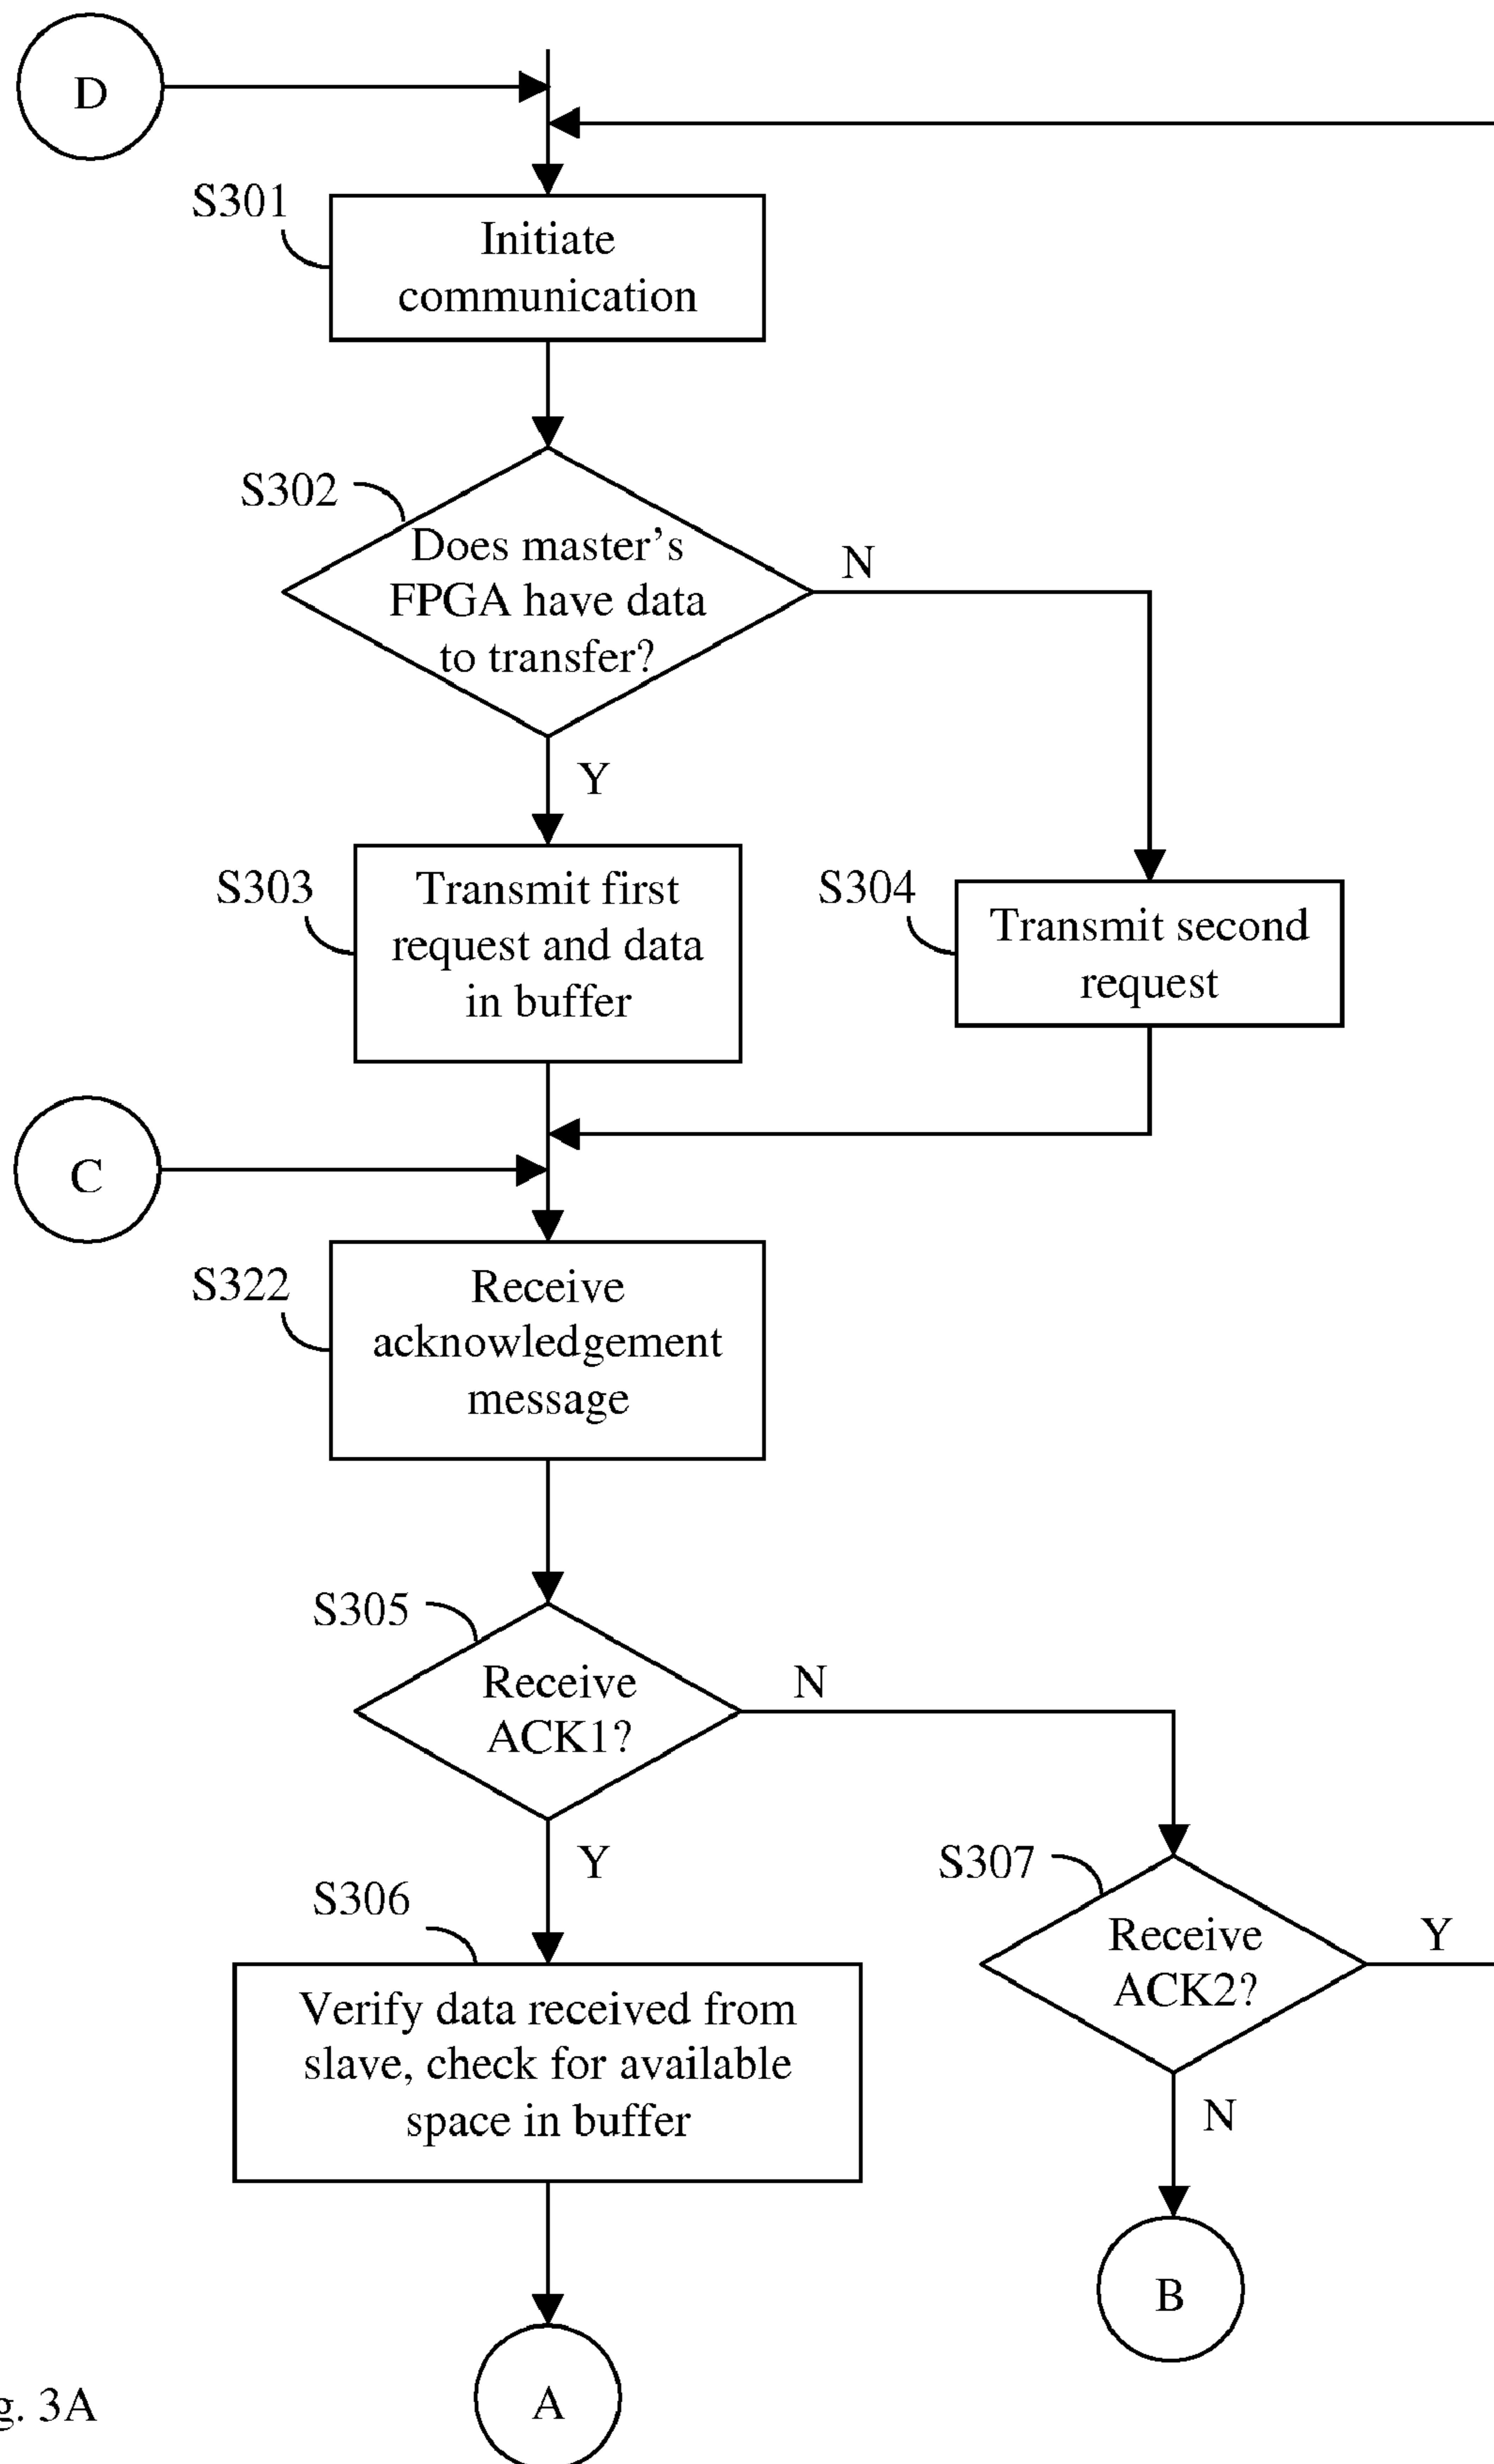 D
S301
Initiate
communication
S302
Does master's
FPGA have data
to transfer?
N
Y
S303
Transmit first
request and data
in buffer
S304
Transmit second
request
C
S322
Receive
acknowledgement
message
S305
Receive
ACK1?
N
Y
S306
Verify data received from
slave, check for available
space in buffer
S307
Receive
ACK2?
Y
N
B
A
g. 3A